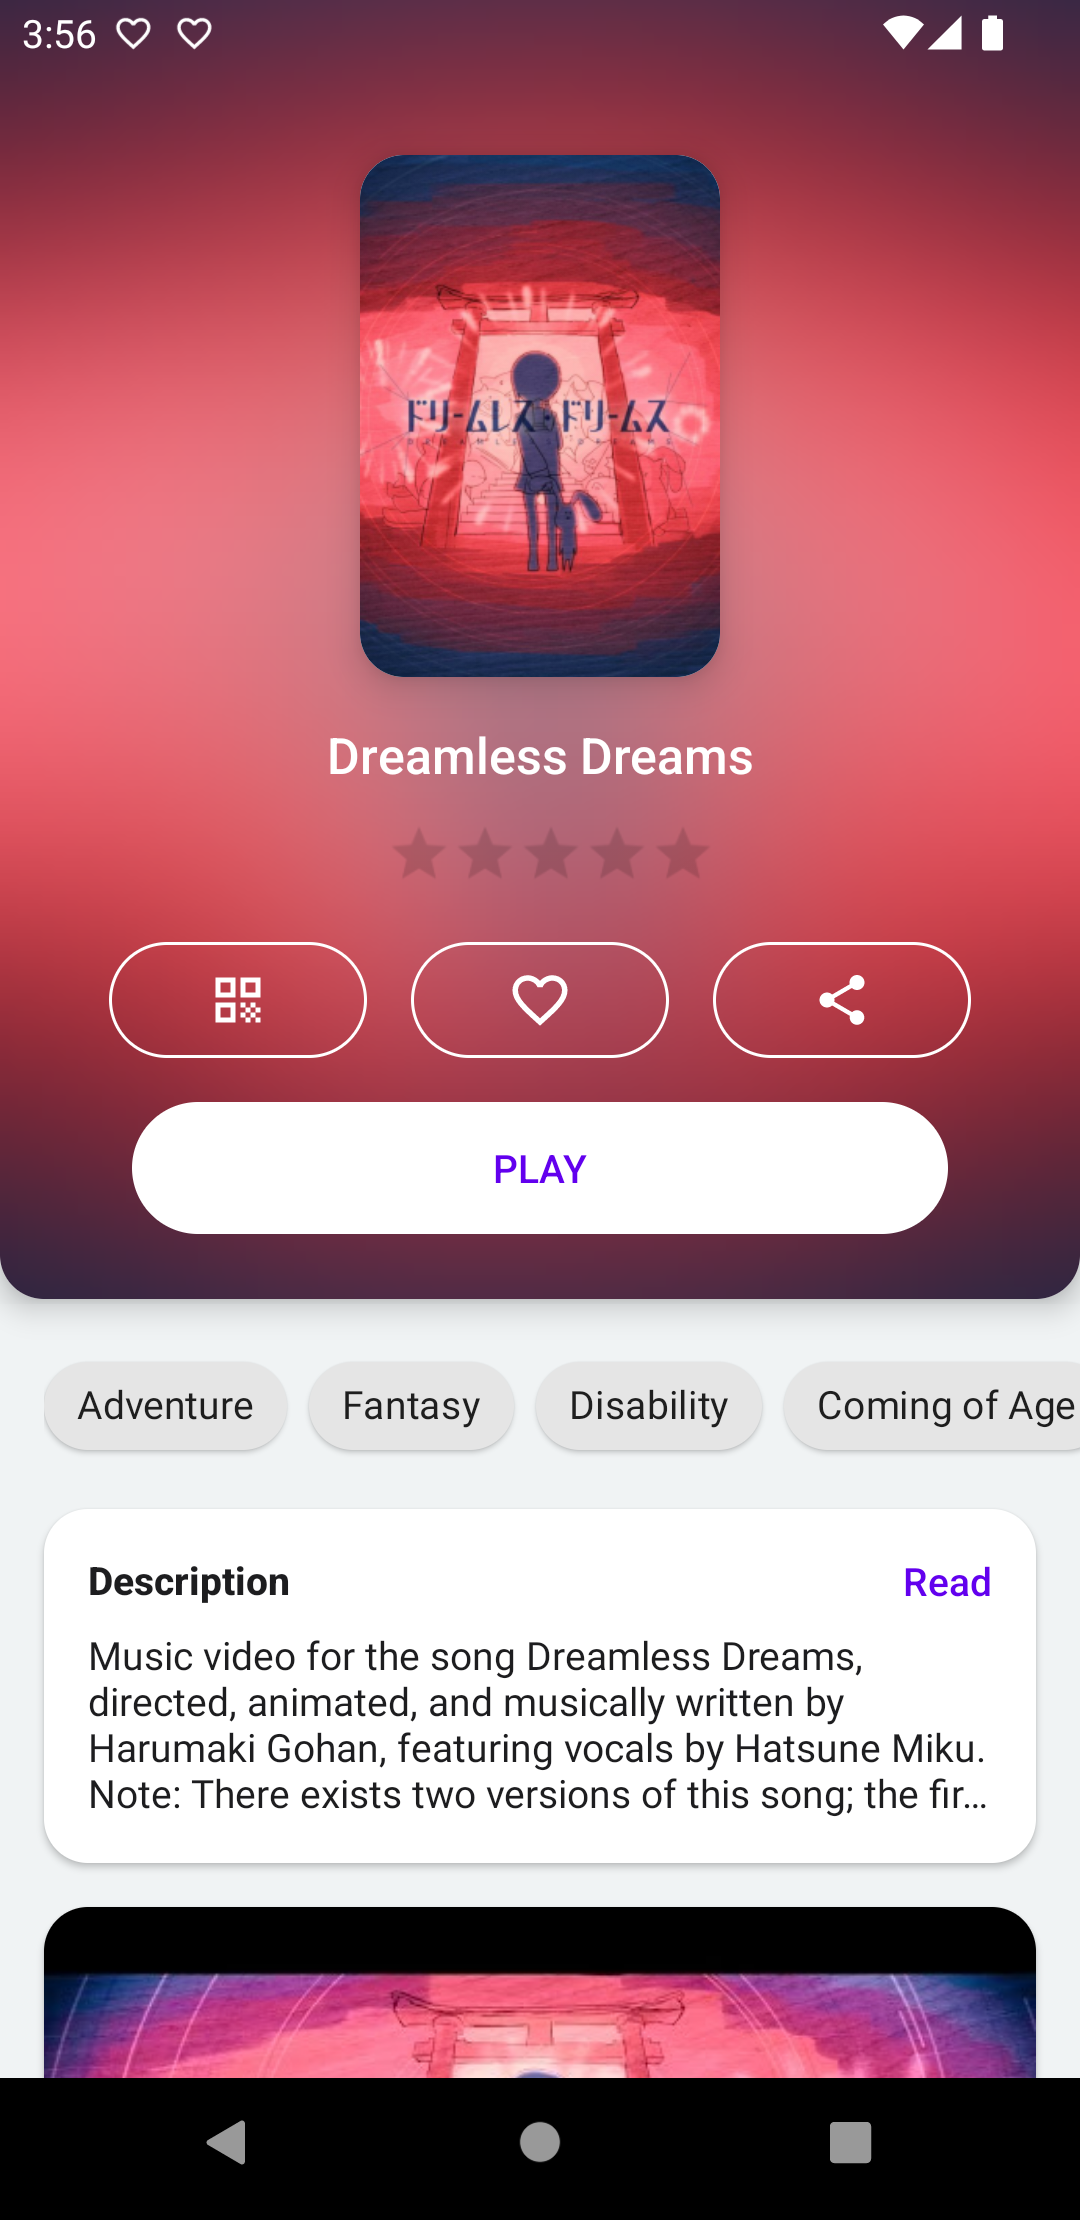 3:56
ドリームレス・ドリームス
DREAMLESS DREAMS
Dreamless Dreams
PLAY
Adventure
Fantasy
Disability
Coming of Age
Description
Read
Music video for the song Dreamless Dreams,
directed, animated, and musically written by
Harumaki Gohan, featuring vocals by Hatsune Miku.
Note: There exists two versions of this song; the fir…